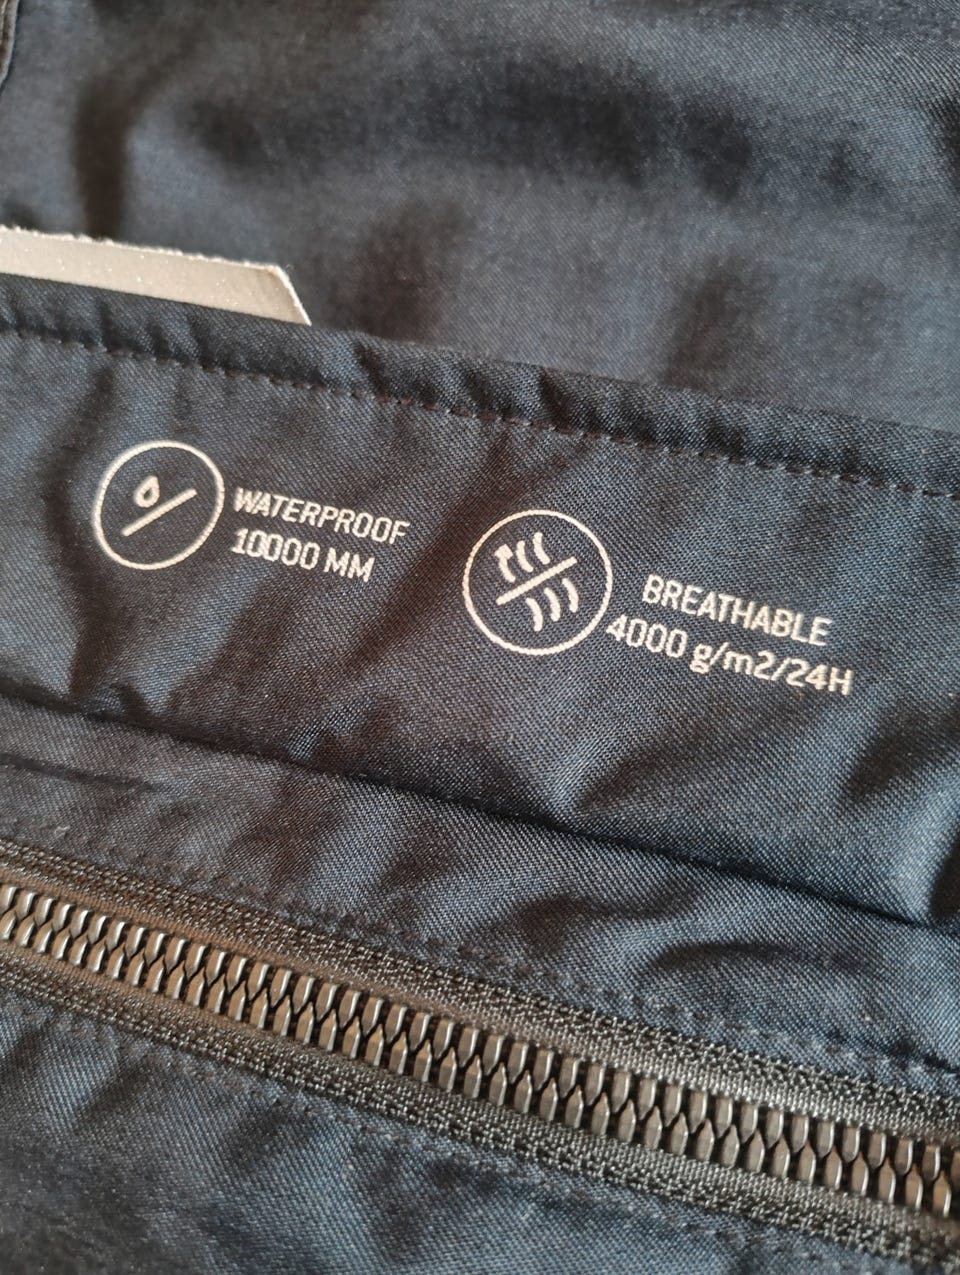 WATERPROOF
10000 MM
BREATHABLE
4000 g/m2/24H